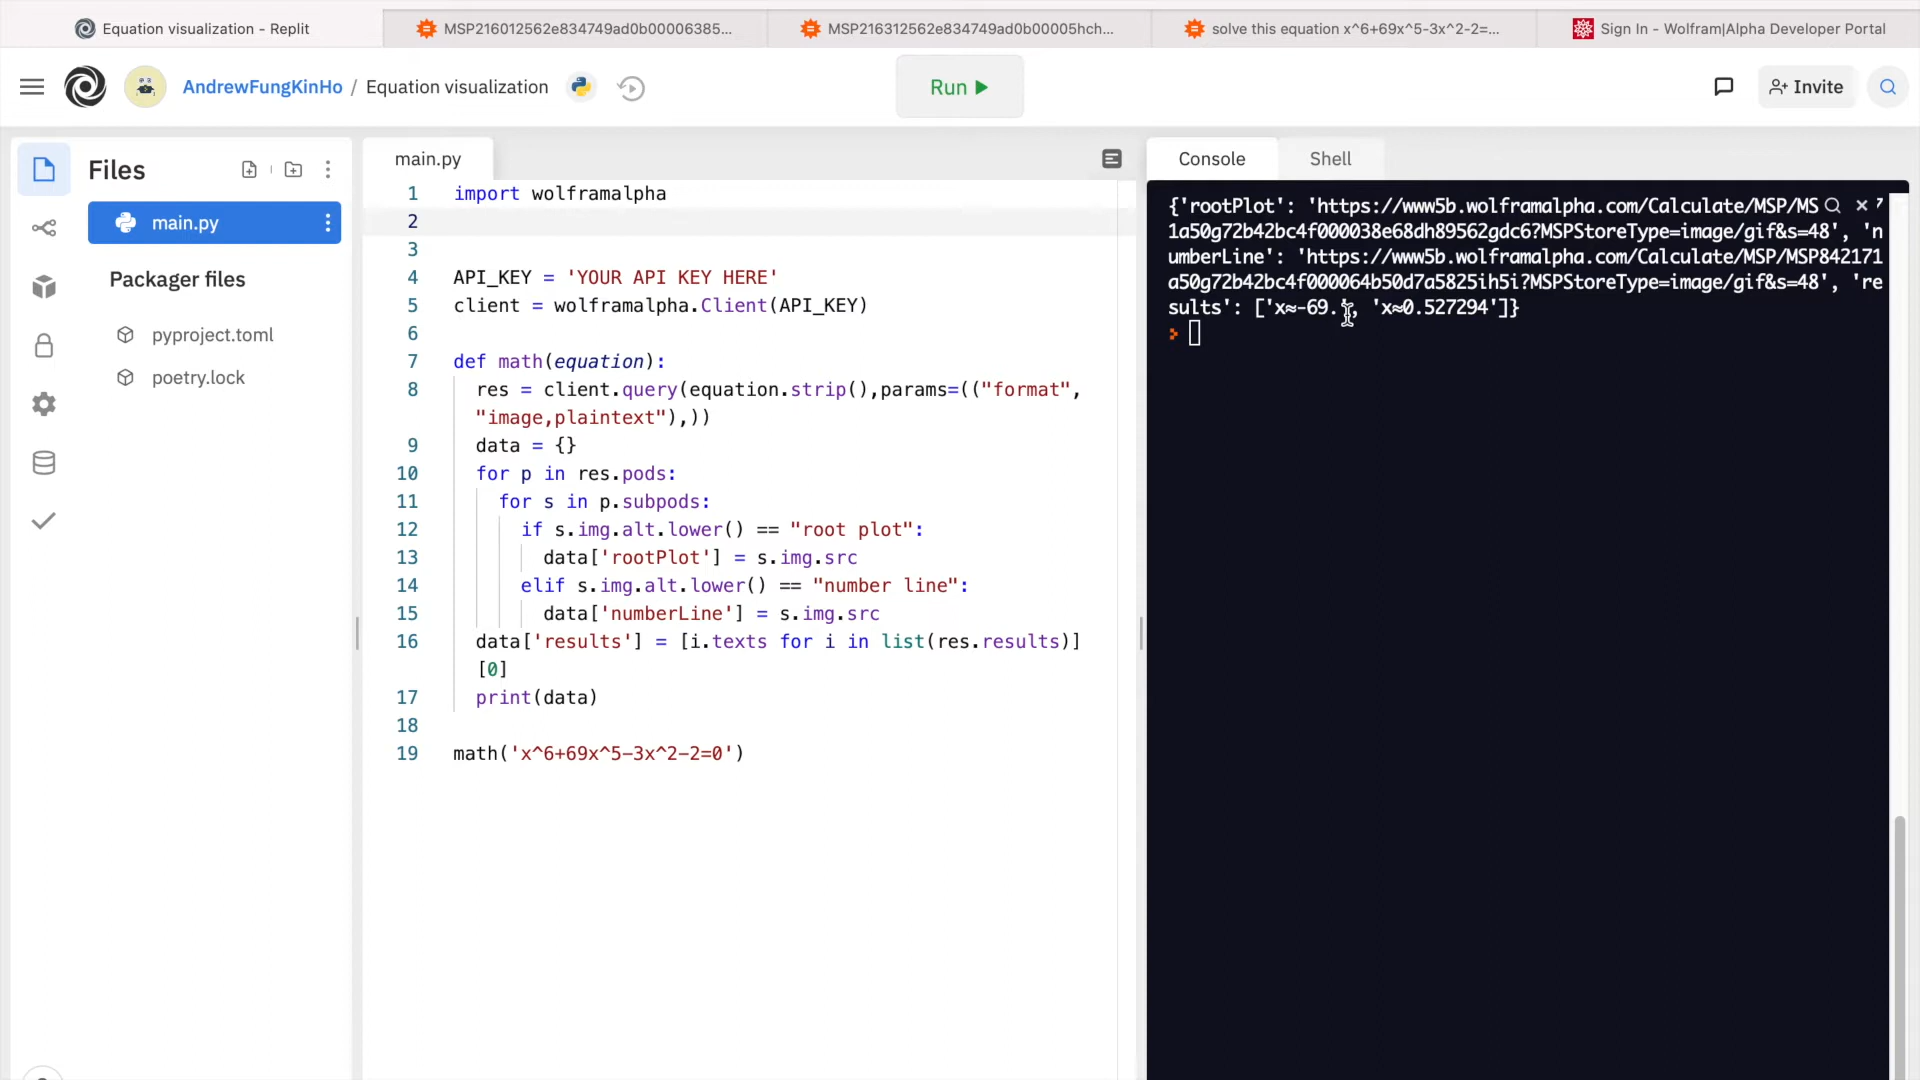 Equation visualization - Replit
MSP216012562e834749ad0b00006385...
MSP216312562e834749ad0b00005hch...
solve this equation x^6+69x^5-3x^2-2=...
Sign In - Wolfram|Alpha Developer Portal
AndrewFungKinHo / Equation visualization
Run
Invite
Files
main.py
Packager files
pyproject.toml
poetry.lock
main.py
1 import wolframalpha
2
3
4 API_KEY = 'YOUR API KEY HERE'
5 client = wolframalpha.Client(API_KEY)
6
7 def math(equation):
8 res = client.query(equation.strip(),params=(("format",
"image,plaintext"),))
9 data = {}
10 for p in res.pods:
11 for s in p.subpods:
12 if s.img.alt.lower() == "root plot":
13 data['rootPlot'] = s.img.src
14 elif s.img.alt.lower() == "number line":
15 data['numberLine'] = s.img.src
16 data['results'] = [i.texts for i in list(res.results)]
[0]
17 print(data)
18
19 math('x^6+69x^5-3x^2-2=0')
Console
Shell
{'rootPlot': 'https://www5b.wolframalpha.com/Calculate/MSP/MS
1a50g72b42bc4f000038e68dh89562gdc6?MSPStoreType=image/gif&s=48', 'n
umberLine': 'https://www5b.wolframalpha.com/Calculate/MSP/MSP842171
a50g72b42bc4f000064b50d7a5825ih5i?MSPStoreType=image/gif&s=48', 're
sults': ['x≈-69.', 'x≈0.527294']}